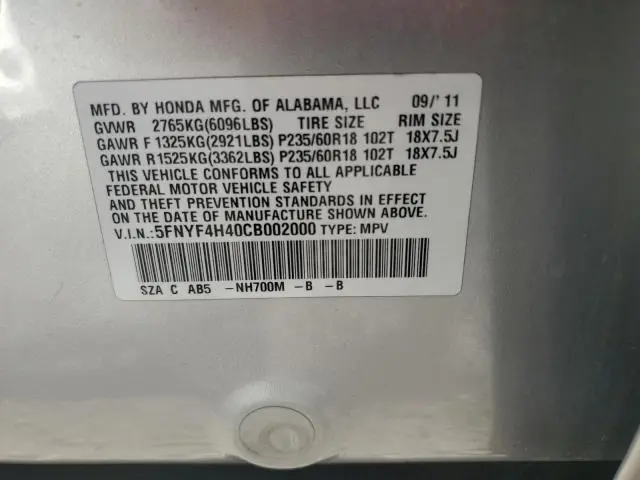 MFD. BY HONDA MFG. OF ALABAMA, LLC 09/' 11
GVWR 2765KG(6096LBS) TIRE SIZE RIM SIZE
GAWR F 1325KG(2921LBS) P235/60R18 102T 18X7.5J
GAWR R1525KG(3362LBS) P235/60R18 102T 18X7.5J
THIS VEHICLE CONFORMS TO ALL APPLICABLE
FEDERAL MOTOR VEHICLE SAFETY
AND THEFT PREVENTION STANDARDS IN EFFECT
ON THE DATE OF MANUFACTURE SHOWN ABOVE.
V.I.N.:5FNYF4H40CB002000 TYPE: MPV
SZA C AB5 -NH700M -B -B